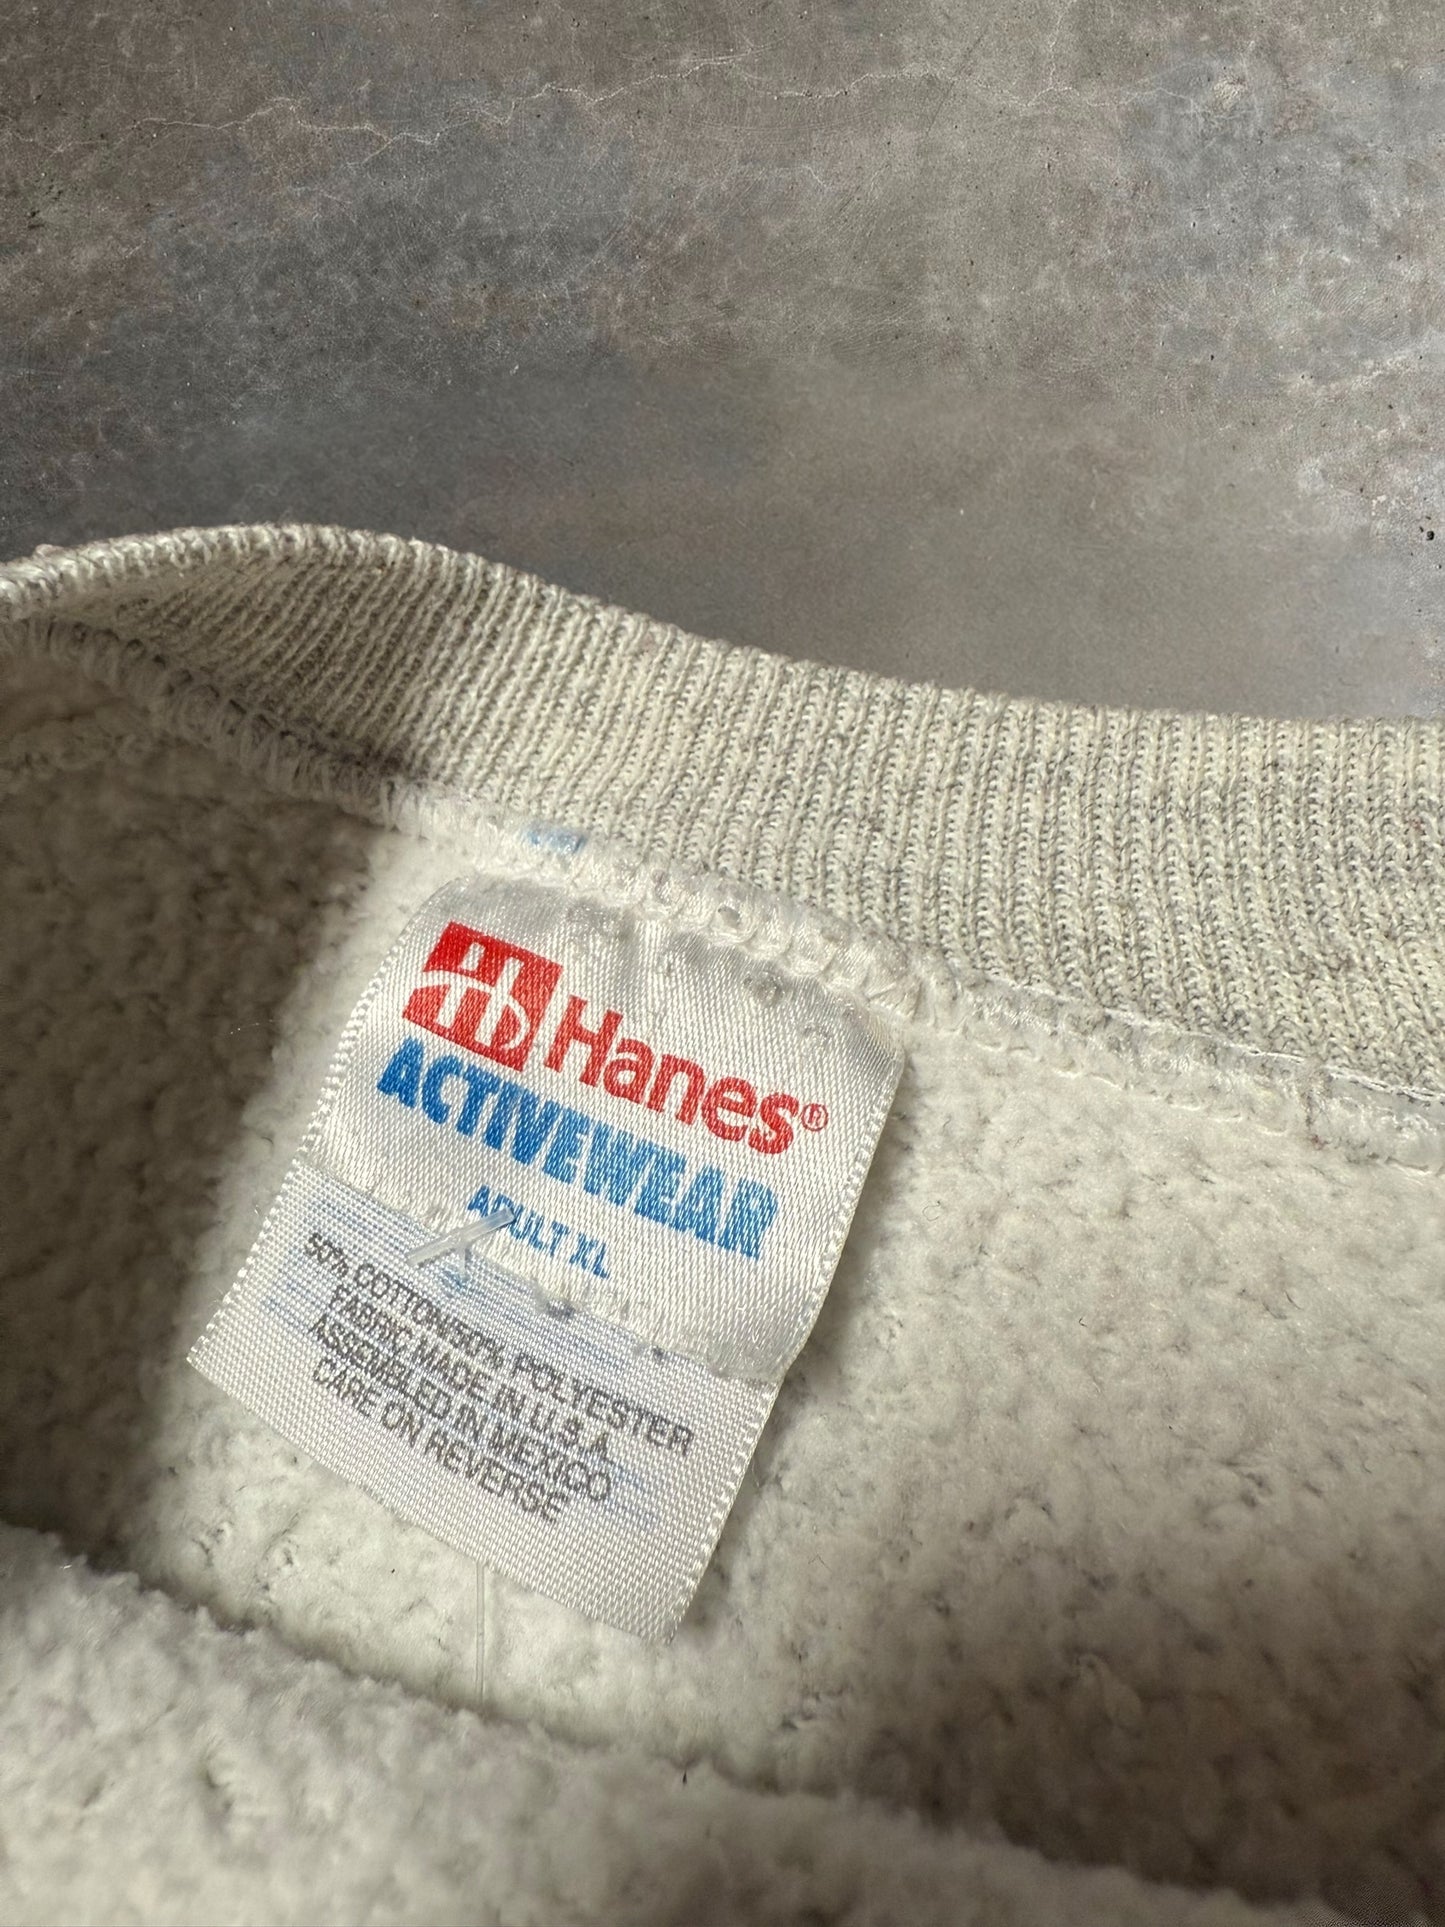 Hanes®
ACTIVEWEAR
ADULT XL
50% COTTON/50% POLYESTER
FABRIC MADE IN U.S.A.
ASSEMBLED IN MEXICO
CARE ON REVERSE